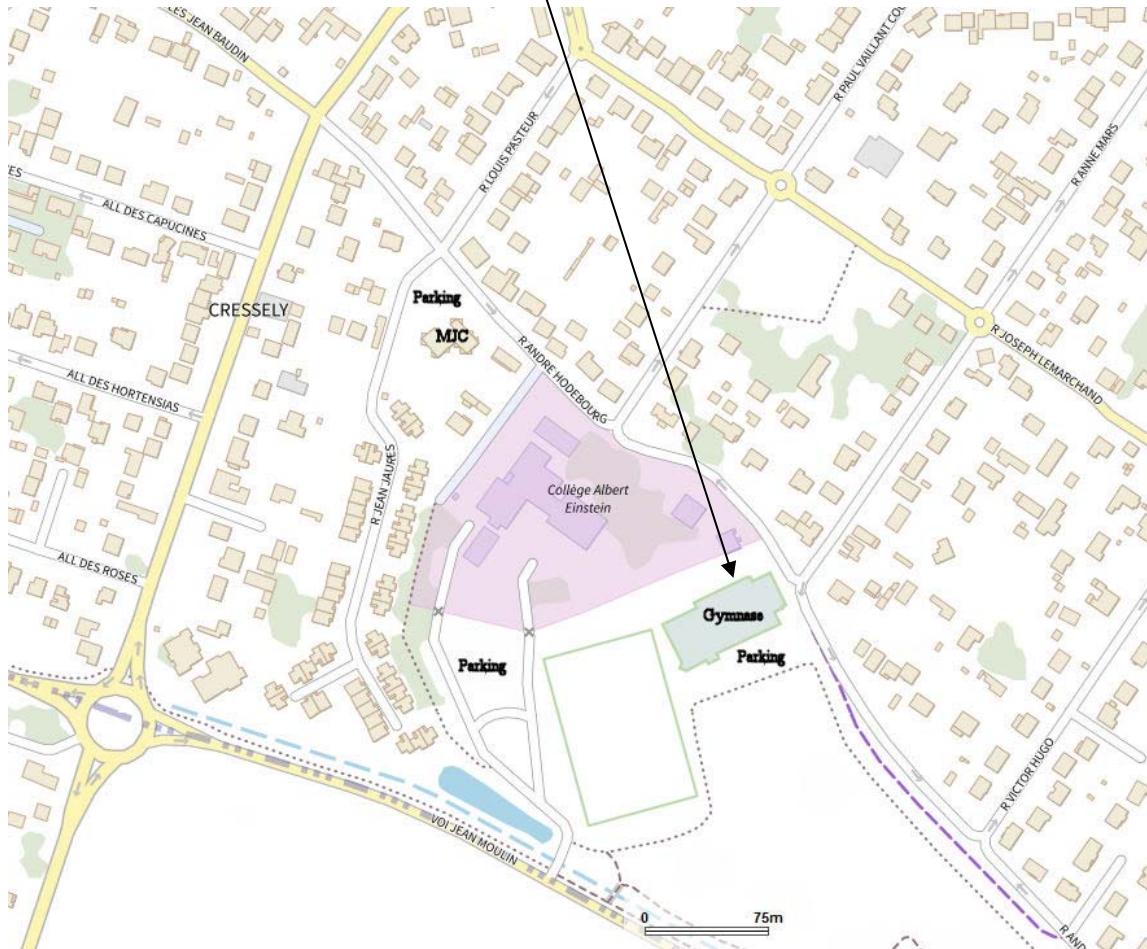 LES JEAN BAUDIN
R PAUL VAILLANT COU
R LOUIS PASTEUR
R ANNE MARS
ES
ALL DES CAPUCINES
Parking
CRESSELY
MJC
R JOSEPH LEMARCHAND
R ANDRE HODEBOURG
ALL DES HORTENSIAS
R JEAN JAURES
Collège Albert
Einstein
ALL DES ROSES
Gymnase
Parking
Parking
R VICTOR HUGO
VOI JEAN MOULIN
0 75m
R AND